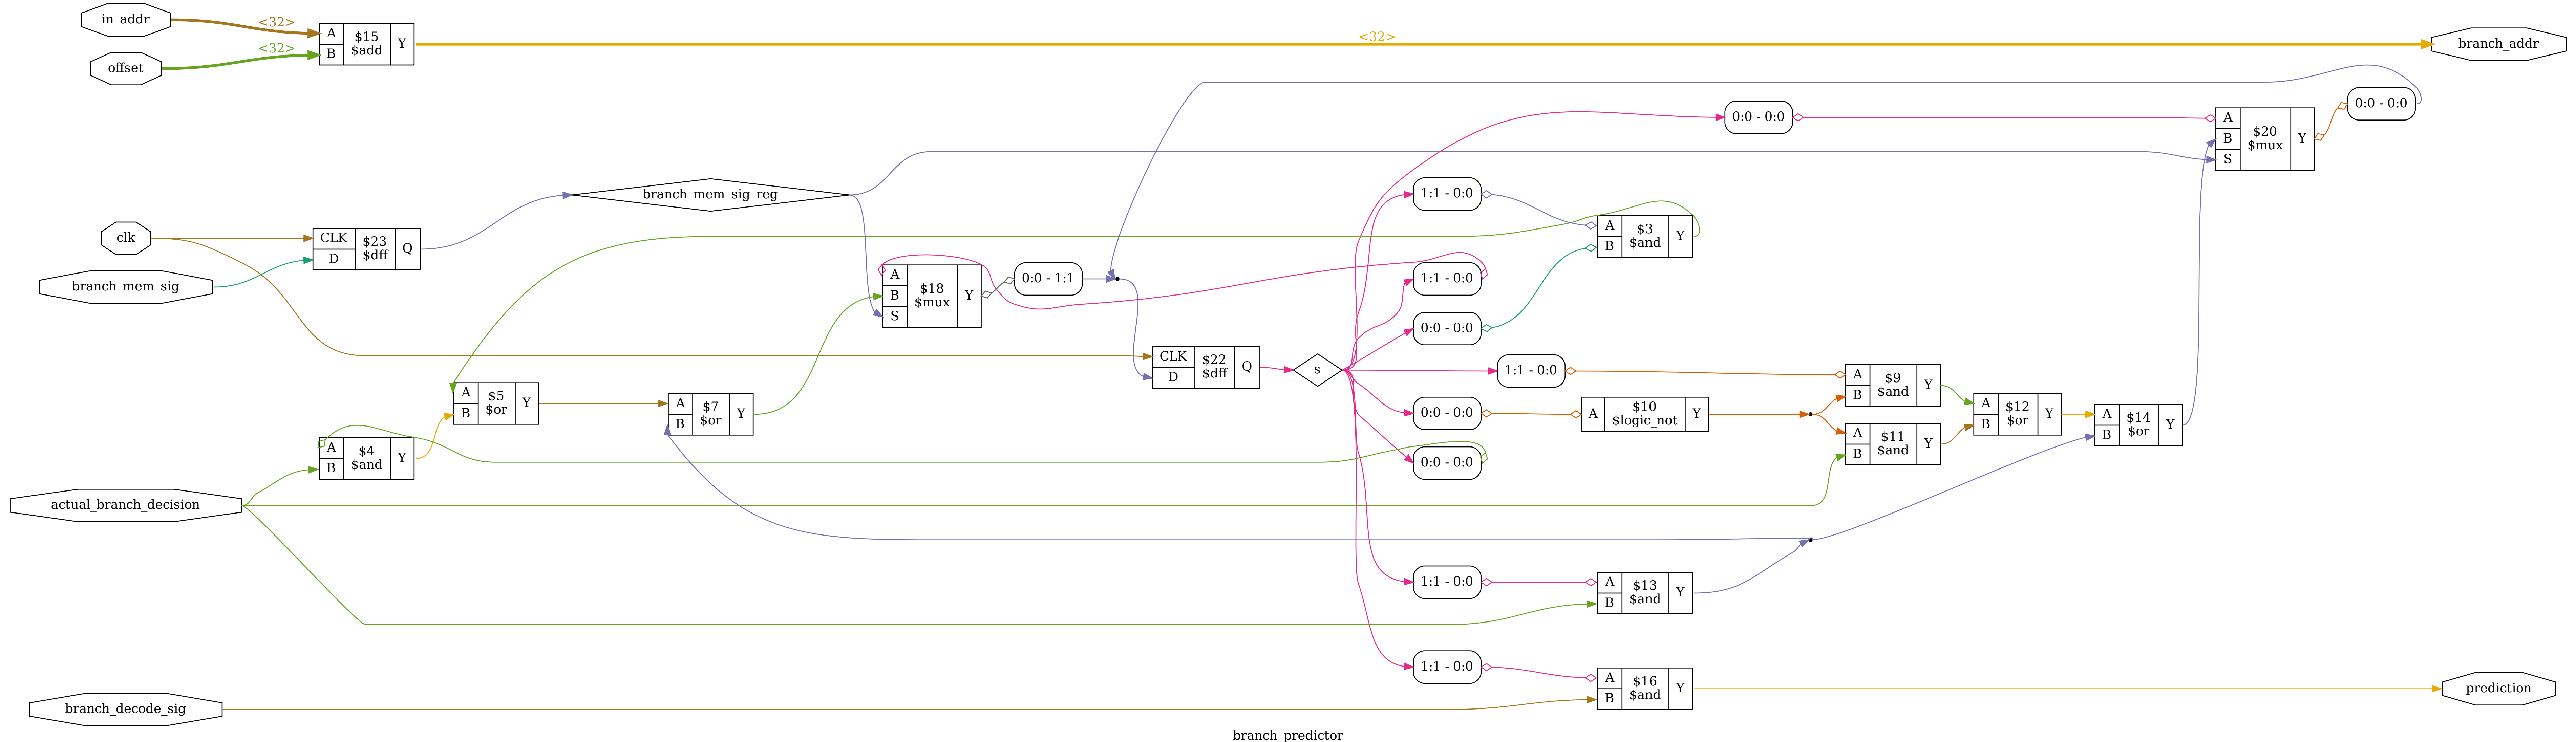 in_addr
<32>
A $15 Y
B $add
<32>
offset
<32>
branch_addr
0:0 - 0:0
0:0 - 0:0
A $20 Y
B $mux
S
branch_mem_sig_reg
1:1 - 0:0
A $3 Y
B $and
clk
CLK $23 Q
D $dff
branch_mem_sig
A $18 Y
B $mux
S
0:0 - 1:1
1:1 - 0:0
0:0 - 0:0
CLK $22 Q
D $dff
s
1:1 - 0:0
A $9 Y
B $and
A $5 Y
B $or
A $7 Y
B $or
0:0 - 0:0
A $10 Y
$logic_not
A $12 Y
B $or
A $14 Y
B $or
A $11 Y
B $and
A $4 Y
B $and
0:0 - 0:0
actual_branch_decision
1:1 - 0:0
A $13 Y
B $and
1:1 - 0:0
A $16 Y
B $and
prediction
branch_decode_sig
branch_predictor